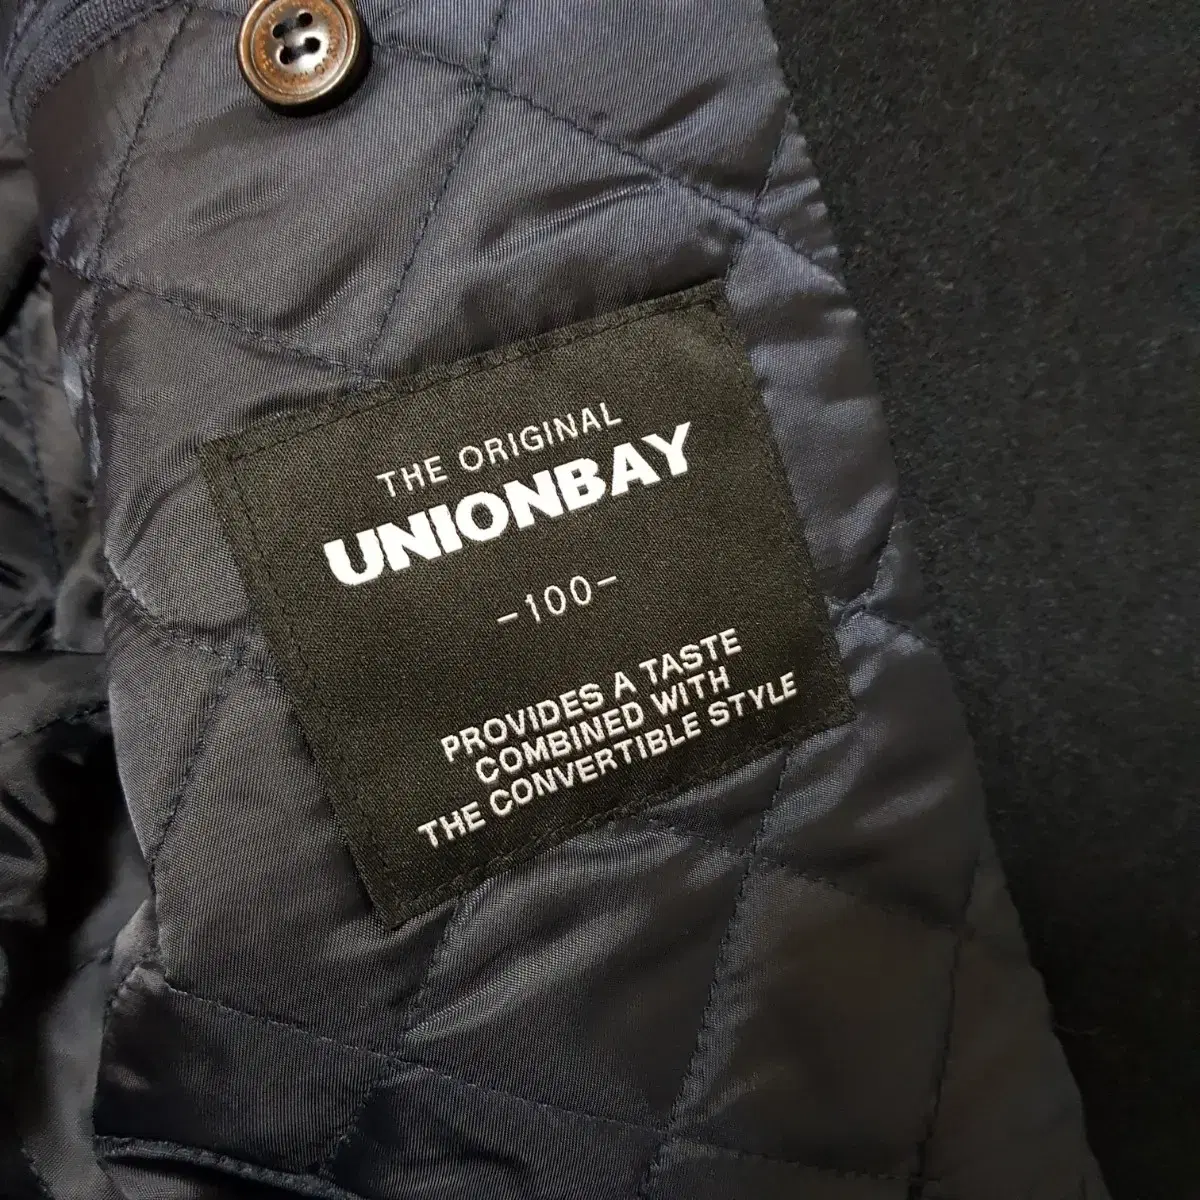 THE ORIGINAL
UNIONBAY
-100-
PROVIDES A TASTE
COMBINED WITH
THE CONVERTIBLE STYLE